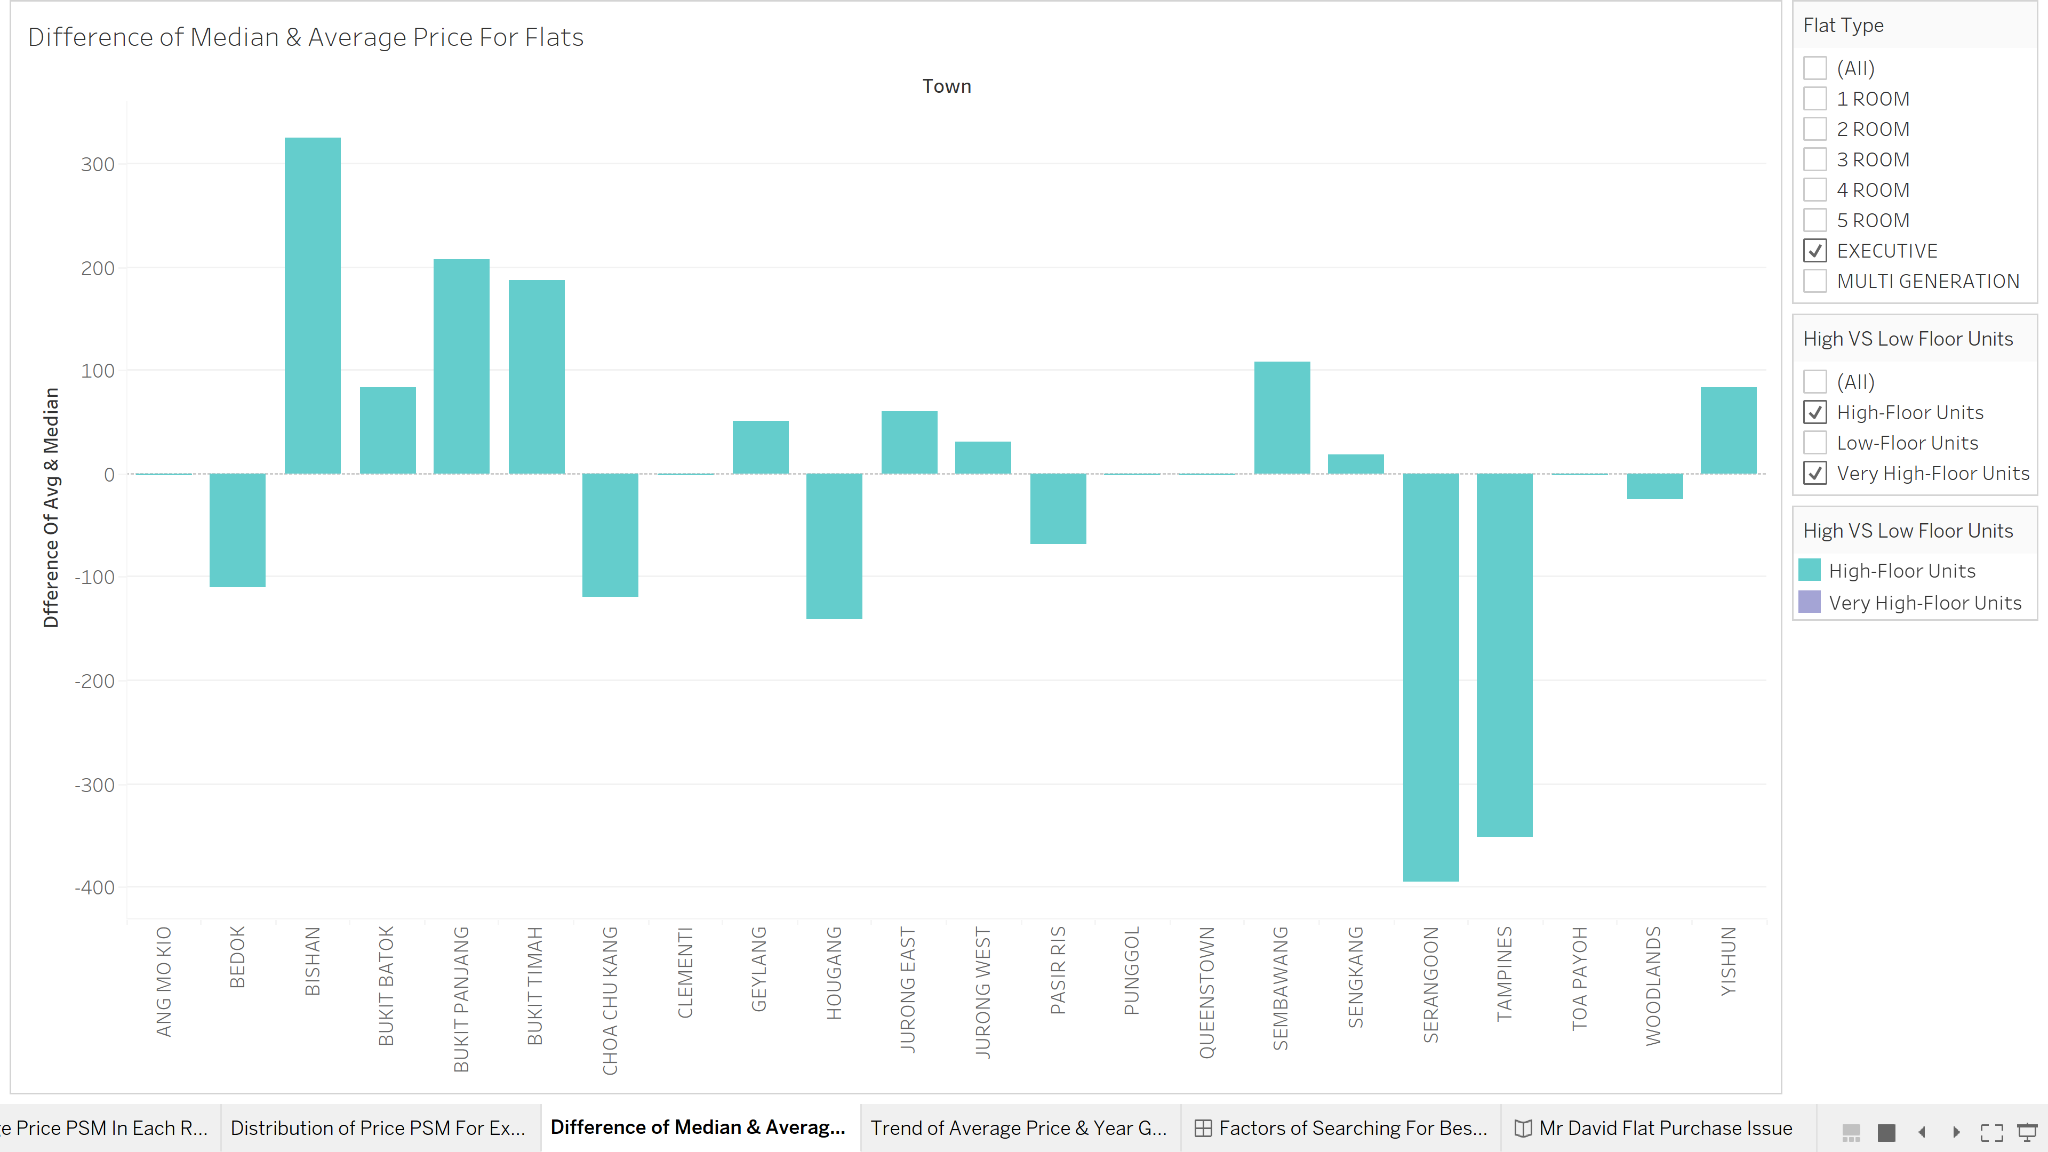 Difference of Median & Average Price For Flats
Town
Difference Of Avg & Median
300
200
100
0
-100
-200
-300
-400
ANG MO KIO
BEDOK
BISHAN
BUKIT BATOK
BUKIT PANJANG
BUKIT TIMAH
CHOA CHU KANG
CLEMENTI
GEYLANG
HOUGANG
JURONG EAST
JURONG WEST
PASIR RIS
PUNGGOL
QUEENSTOWN
SEMBAWANG
SENGKANG
SERANGOON
TAMPINES
TOA PAYOH
WOODLANDS
YISHUN
Flat Type
(All)
1 ROOM
2 ROOM
3 ROOM
4 ROOM
5 ROOM
EXECUTIVE
MULTI GENERATION
High VS Low Floor Units
(All)
High-Floor Units
Low-Floor Units
Very High-Floor Units
High VS Low Floor Units
High-Floor Units
Very High-Floor Units
e Price PSM In Each R...
Distribution of Price PSM For Ex...
Difference of Median & Averag...
Trend of Average Price & Year G...
Factors of Searching For Bes...
Mr David Flat Purchase Issue